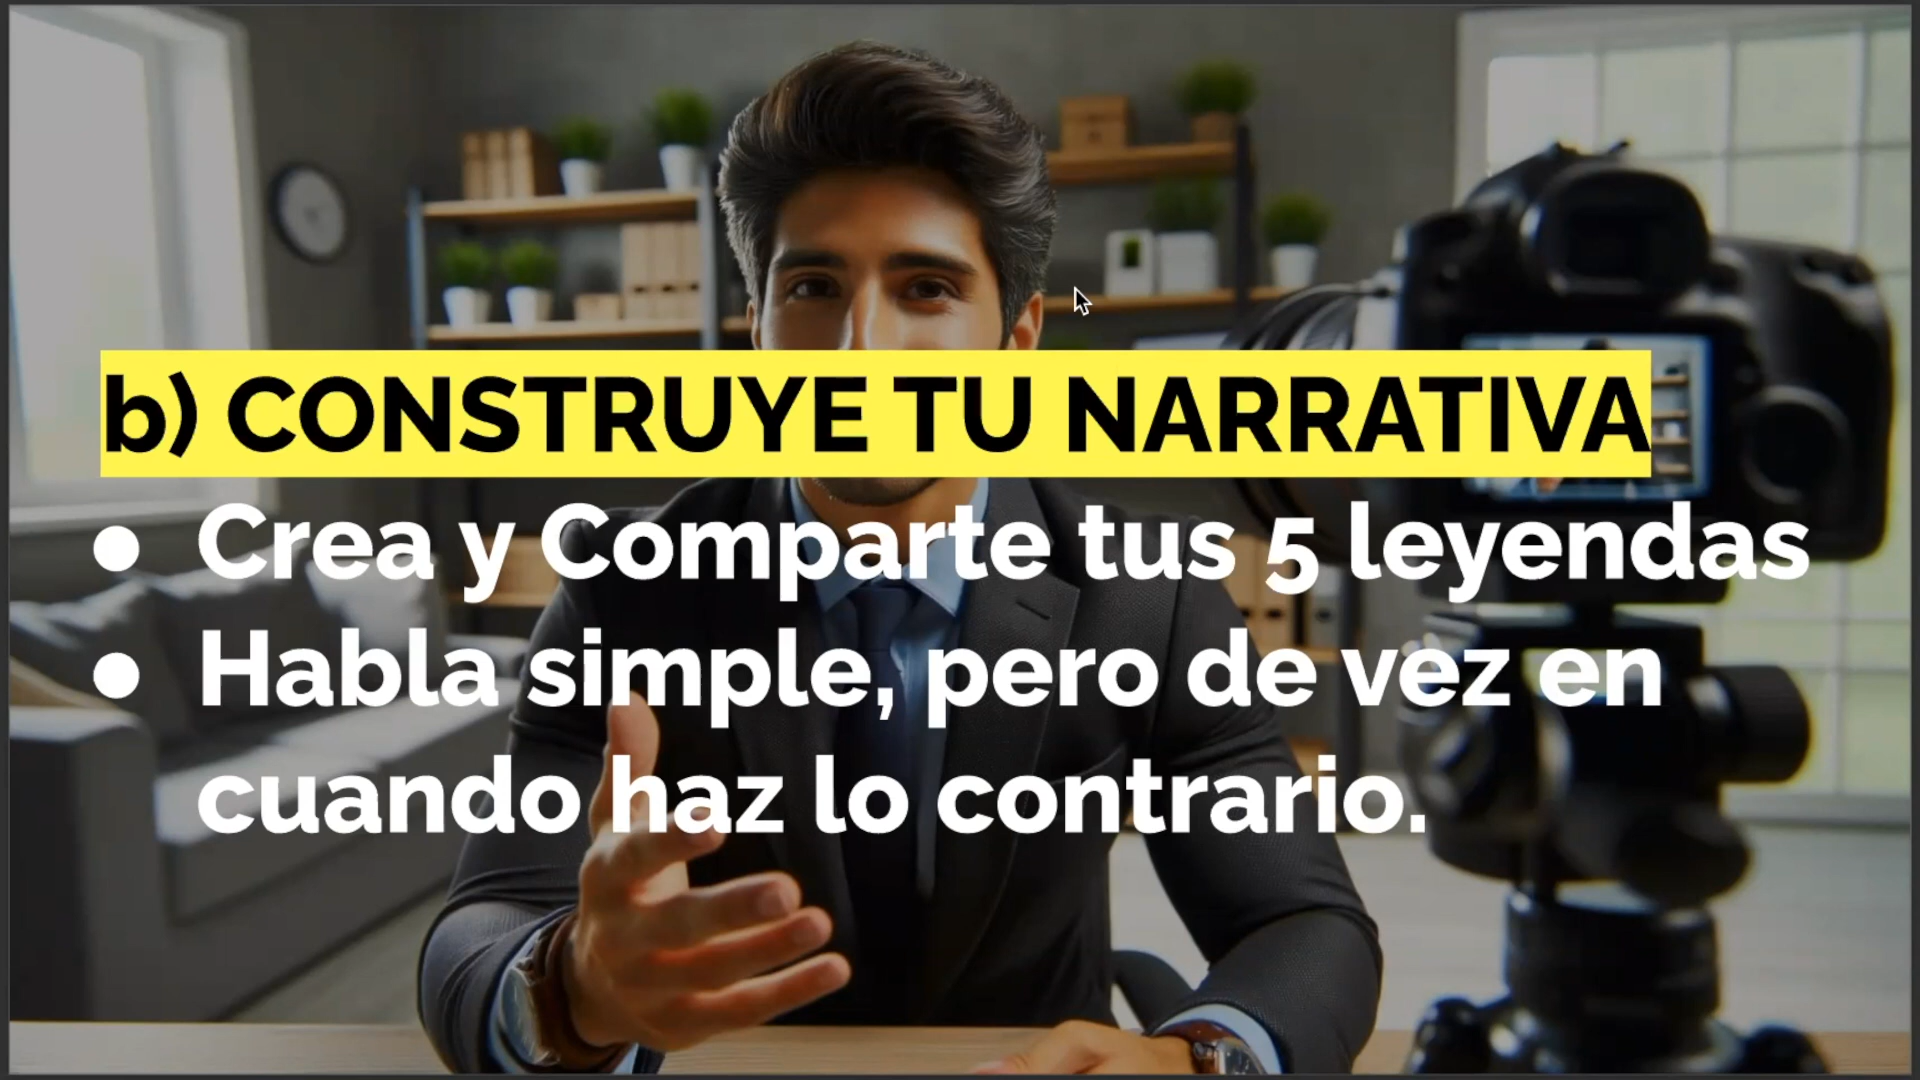 b) CONSTRUYE TU NARRATIVA
● Crea y Comparte tus 5 leyendas
● Habla simple, pero de vez en
cuando haz lo contrario.